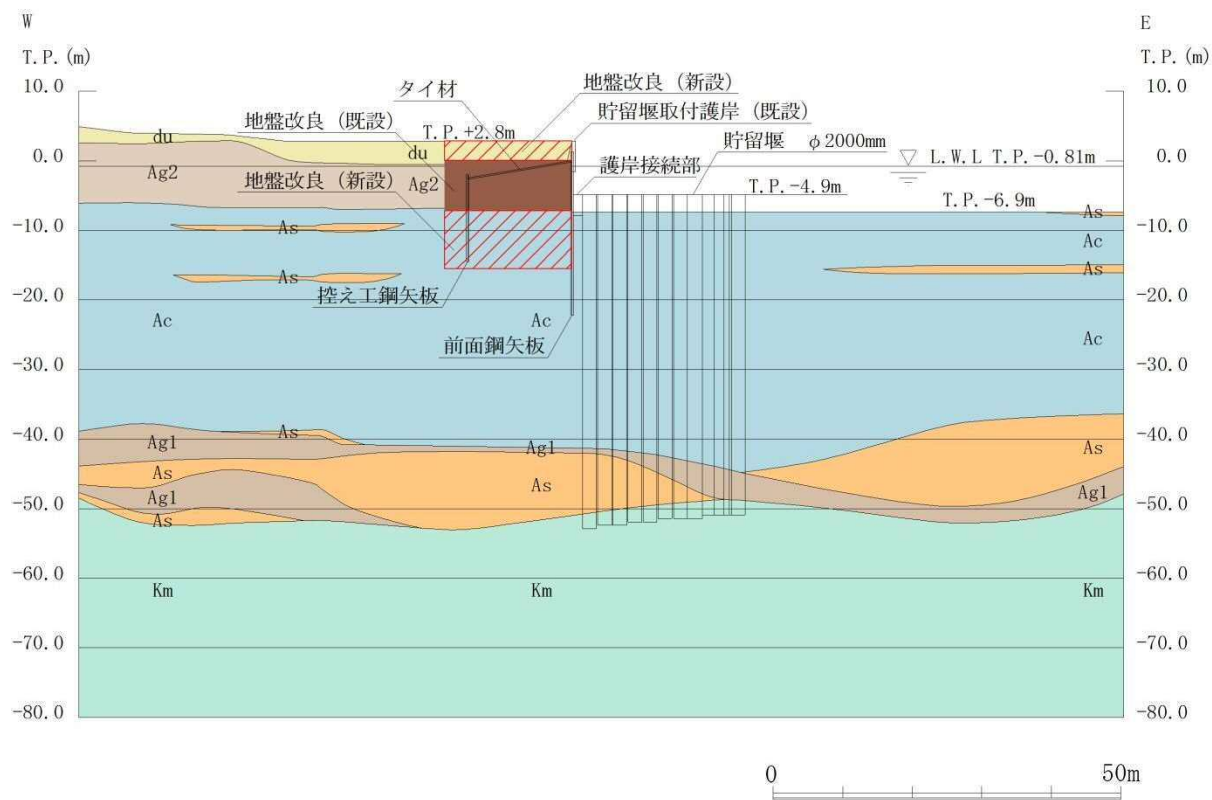 W
E
T.P.(m)
T.P.(m)
10.0
10.0
タイ材
地盤改良（新設）
地盤改良（既設）
T.P.+2.8m
貯留堰取付護岸（既設）
du
du
貯留堰 φ2000mm
0.0
0.0
L.W.L T.P.-0.81m
Ag2
護岸接続部
地盤改良（新設）
Ag2
T.P.-4.9m
T.P.-6.9m
As
-10.0
As
-10.0
Ac
As
As
-20.0
控え工鋼矢板
-20.0
Ac
Ac
前面鋼矢板
Ac
-30.0
-30.0
-40.0
As
-40.0
Ag1
Ag1
As
As
As
Ag1
Ag1
-50.0
As
-50.0
-60.0
-60.0
Km
Km
Km
-70.0
-70.0
-80.0
-80.0
0
50m